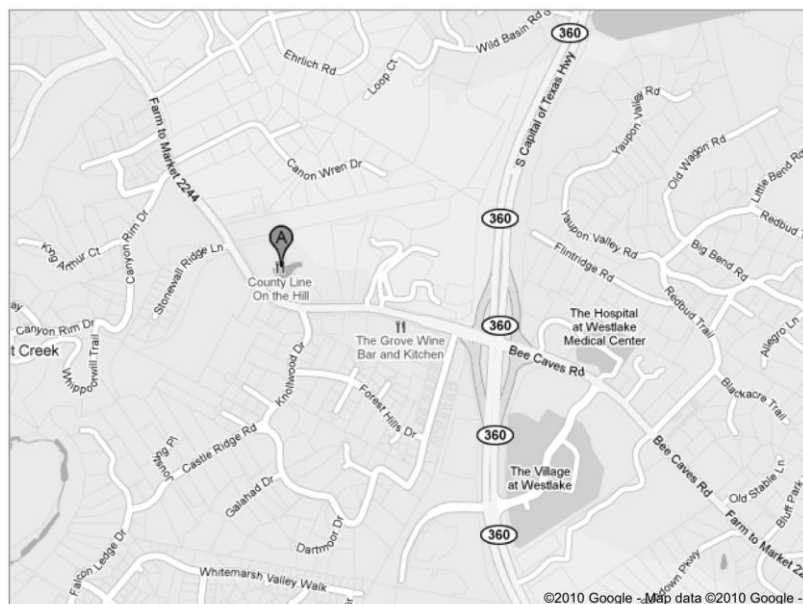 360
Wild Basin Rd
Ehrlich Rd
Loop Ct
S Capital of Texas Hwy
Yaupon Valley Rd
Farm to Market 2244
Old Wagon Rd
Canon Wren Dr
Little Bend Rd
360
Redbud
Canyon Rim Dr
King
Arthur Ct
Stonewall Ridge Ln
A
Yaupon Valley Rd
Flintridge Rd
Big Bend Rd
County Line
On the Hill
Redbud Trail
The Hospital
at Westlake
Medical Center
Canyon Rim Dr
360
The Grove Wine
Bar and Kitchen
Bee Caves Rd
Allegro Ln
t Creek
Whippoorwill Trail
Knollwood Dr
Forest Hills Dr
Blackacre Trail
Castle Ridge Rd
360
Bee Caves Rd
The Village
at Westlake
Galahad Dr
Old Stable Ln
Bluff Park
Dartmoor Dr
360
Farm to Market 22
Falcon Ledge Dr
Whitemarsh Valley Walk
down Pkwy
©2010 Google - Map data ©2010 Google -